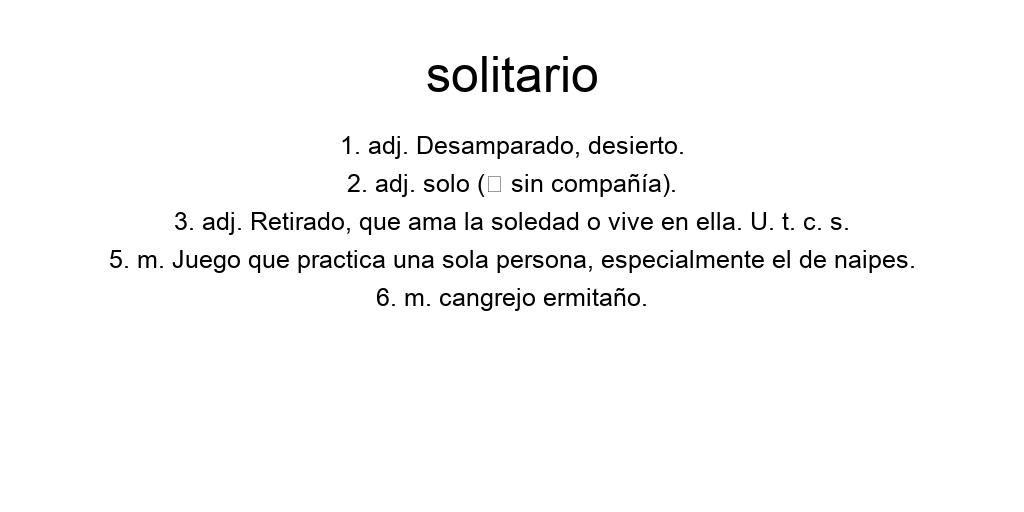 solitario
1. adj. Desamparado, desierto.
2. adj. solo (▯ sin compañía).
3. adj. Retirado, que ama la soledad o vive en ella. U. t. c. s.
5. m. Juego que practica una sola persona, especialmente el de naipes.
6. m. cangrejo ermitaño.